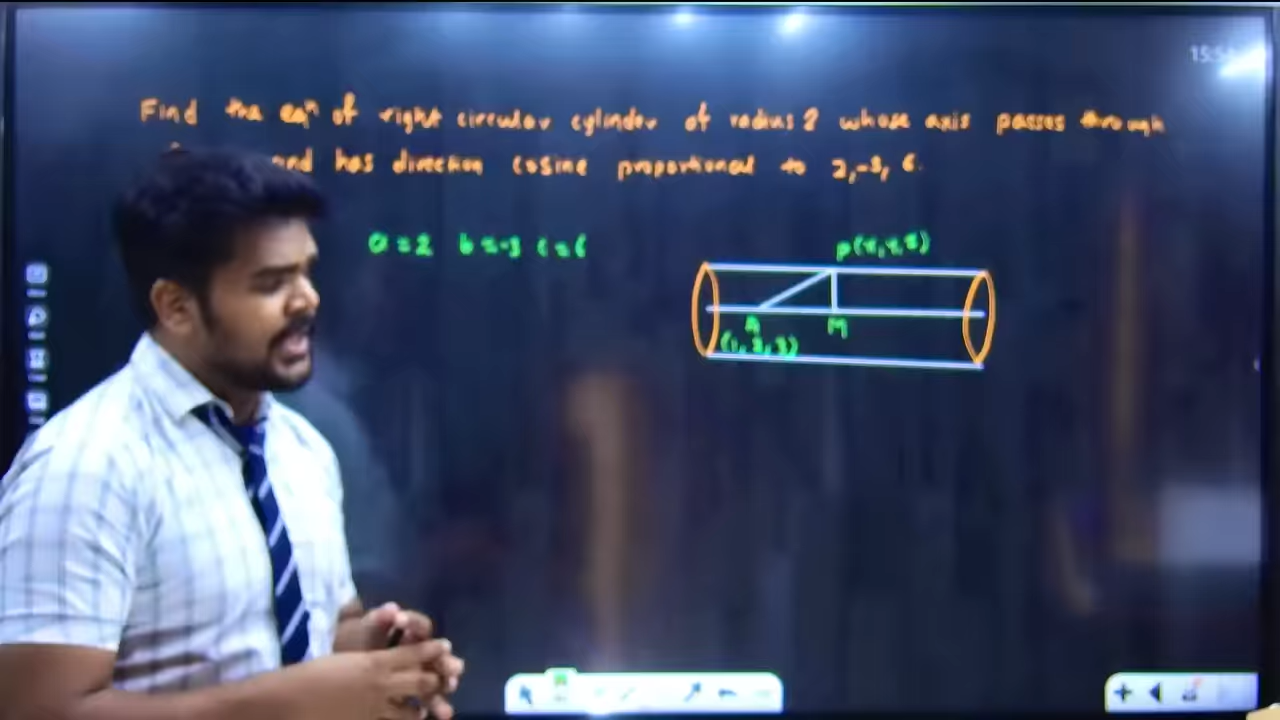 Find the eqn of right circular cylinder of radius 2 whose axis passes through
and has direction cosine proportional to 2,-3, 6.
a = 2 b = -3 c = 6
P(x,y,z)
A M
(1, 2, 3)